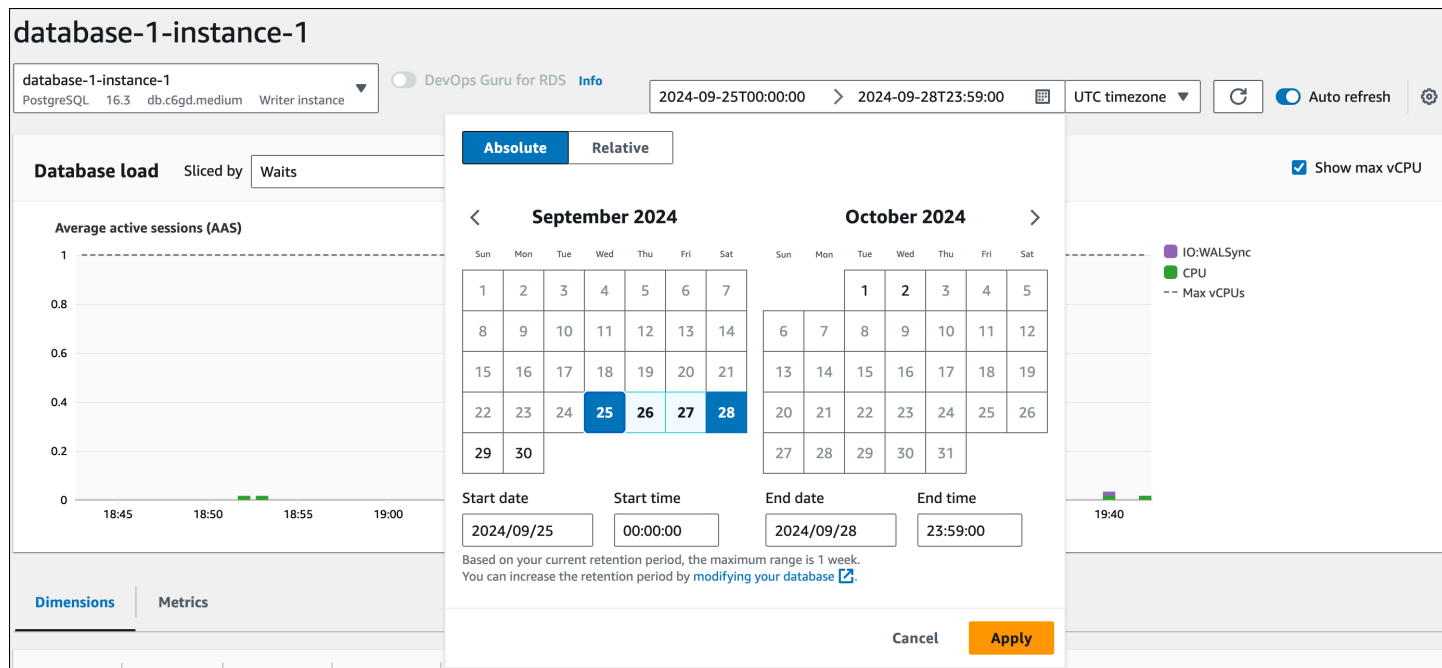 database-1-instance-1
database-1-instance-1
PostgreSQL 16.3 db.c6gd.medium Writer instance
DevOps Guru for RDS Info
2024-09-25T00:00:00 2024-09-28T23:59:00 UTC timezone Auto refresh
Absolute Relative
Database load Sliced by Waits
Show max vCPU
September 2024 October 2024
Average active sessions (AAS)
Sun Mon Tue Wed Thu Fri Sat Sun Mon Tue Wed Thu Fri Sat
1 2 3 4 5 6 7 1 2 3 4 5
8 9 10 11 12 13 14 6 7 8 9 10 11 12
15 16 17 18 19 20 21 13 14 15 16 17 18 19
22 23 24 25 26 27 28 20 21 22 23 24 25 26
29 30 27 28 29 30 31
1
0.8
0.6
0.4
0.2
0
18:45 18:50 18:55 19:00 19:40
IO:WALSync
CPU
-- Max vCPUs
Start date Start time End date End time
2024/09/25 00:00:00 2024/09/28 23:59:00
Based on your current retention period, the maximum range is 1 week.
You can increase the retention period by modifying your database.
Cancel Apply
Dimensions Metrics